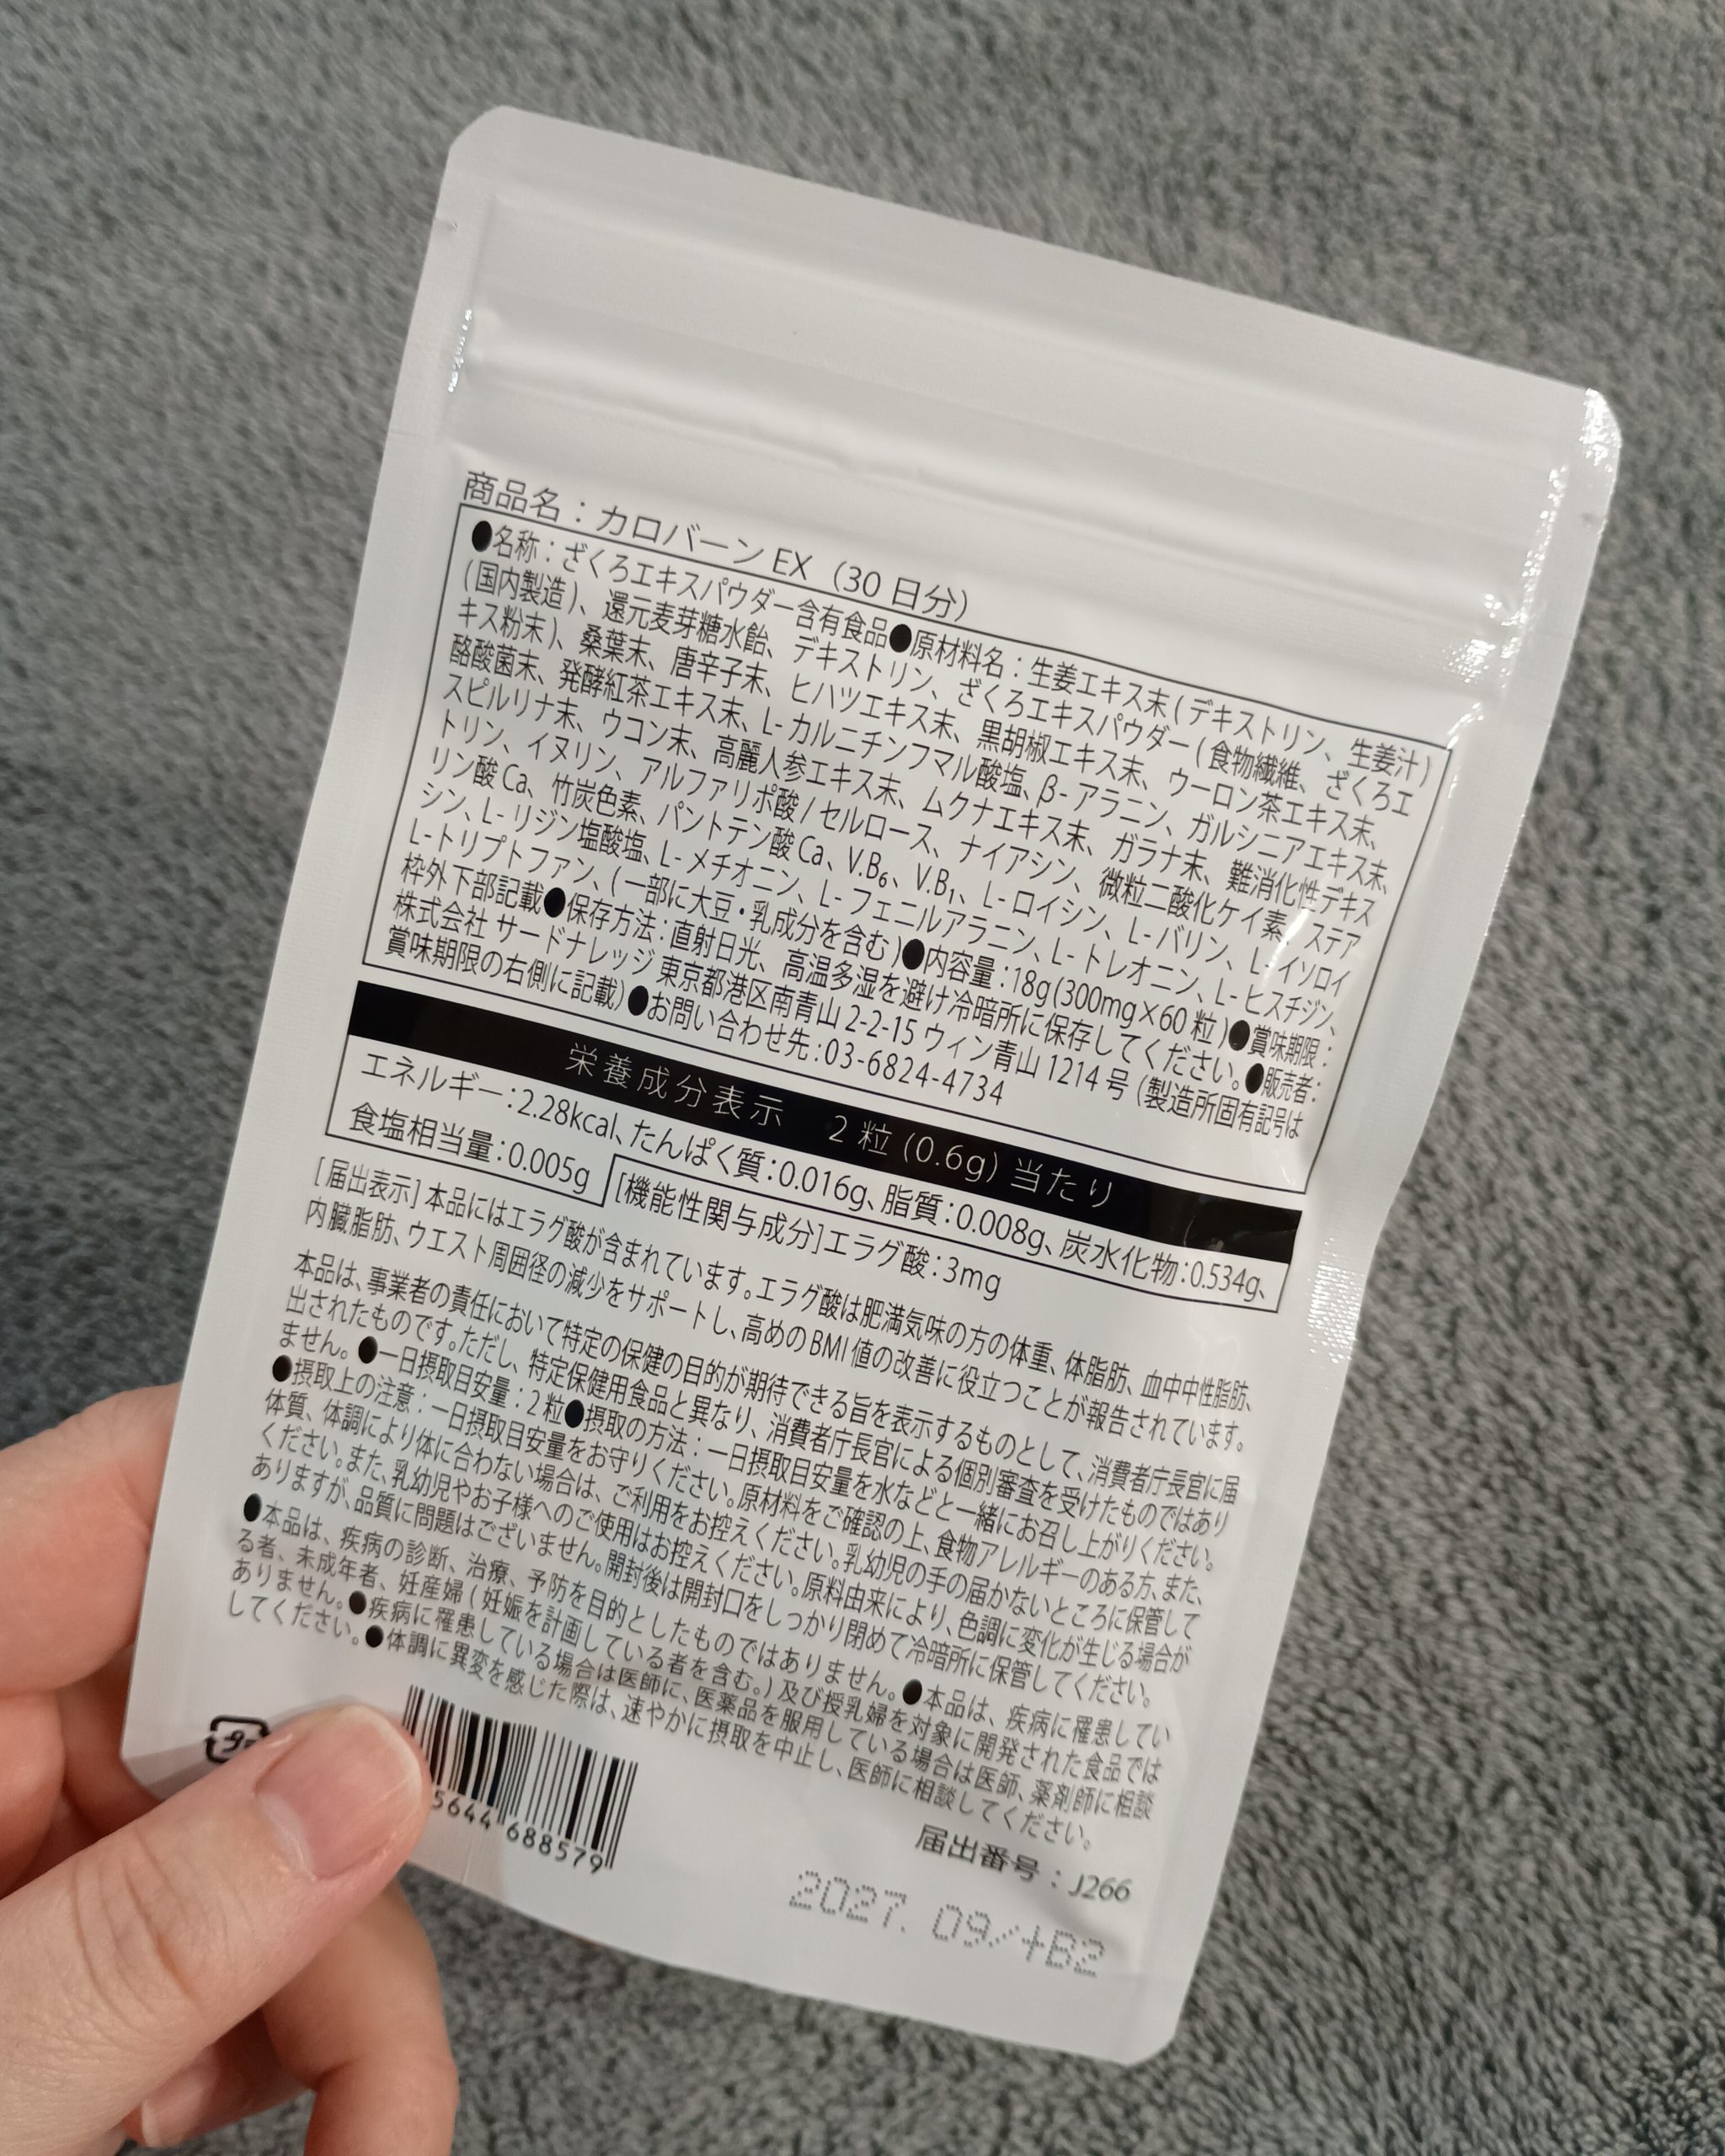 商品名：カロバーン EX（30 日分）
●名称：ざくろエキスパウダー含有食品●原材料名：生姜エキス末(デキストリン、生姜汁)
(国内製造)、還元麦芽糖水飴、デキストリン、ざくろエキスパウダー(食物繊維、ざくろエ
キス粉末)、桑葉末、唐辛子末、ヒハツエキス末、黒胡椒エキス末、ウーロン茶エキス末、
酪酸菌末、発酵紅茶エキス末、L-カルニチンフマル酸塩、β-アラニン、ガルシニアエキス末、
スピルリナ末、ウコン末、高麗人参エキス末、ムクナエキス末、ガラナ末、難消化性デキス
トリン、イヌリン、アルファリポ酸/セルロース、ナイアシン、微粒二酸化ケイ素、ステア
リン酸Ca、竹炭色素、パントテン酸Ca、V.B₆、V.B₁、L-ロイシン、L-バリン、L-イソロイ
シン、L-リジン塩酸塩、L-メチオニン、L-フェニルアラニン、L-トレオニン、L-ヒスチジン、
L-トリプトファン、(一部に大豆・乳成分を含む)●内容量：18g(300mg×60粒)●賞味期限：
枠外下部記載●保存方法：直射日光、高温多湿を避け冷暗所に保存してください。●販売者：
株式会社 サードナレッジ 東京都港区南青山 2-2-15 ウィン青山 1214 号 (製造所固有記号は
賞味期限の右側に記載)●お問い合わせ先：03-6824-4734
栄養成分表示 2 粒 (0.6g) 当たり
エネルギー：2.28kcal、たんぱく質：0.016g、脂質：0.008g、炭水化物：0.534g、
食塩相当量：0.005g [機能性関与成分]エラグ酸：3mg
[届出表示] 本品にはエラグ酸が含まれています。エラグ酸は肥満気味の方の体重、体脂肪、血中中性脂肪、
内臓脂肪、ウエスト周囲径の減少をサポートし、高めのBMI値の改善に役立つことが報告されています。
本品は、事業者の責任において特定の保健の目的が期待できる旨を表示するものとして、消費者庁長官に届
出されたものです。ただし、特定保健用食品と異なり、消費者庁長官による個別審査を受けたものではあり
ません。●一日摂取目安量：2粒●摂取の方法：一日摂取目安量を水などと一緒にお召し上がりください。
●摂取上の注意：一日摂取目安量をお守りください。原材料をご確認の上、食物アレルギーのある方、また、
体質、体調により体に合わない場合は、ご利用をお控えください。乳幼児の手の届かないところに保管して
ください。また、乳幼児やお子様へのご使用はお控えください。原料由来により、色調に変化が生じる場合が
ありますが、品質に問題はございません。開封後は開封口をしっかり閉めて冷暗所に保管してください。
●本品は、疾病の診断、治療、予防を目的としたものではありません。●本品は、疾病に罹患してい
る者、未成年者、妊産婦(妊娠を計画している者を含む。)及び授乳婦を対象に開発された食品では
ありません。●疾病に罹患している場合は医師に、医薬品を服用している場合は医師、薬剤師に相談
してください。●体調に異変を感じた際は、速やかに摂取を中止し、医師に相談してください。
届出番号：J266
5644 688579
2027. 09/+B2